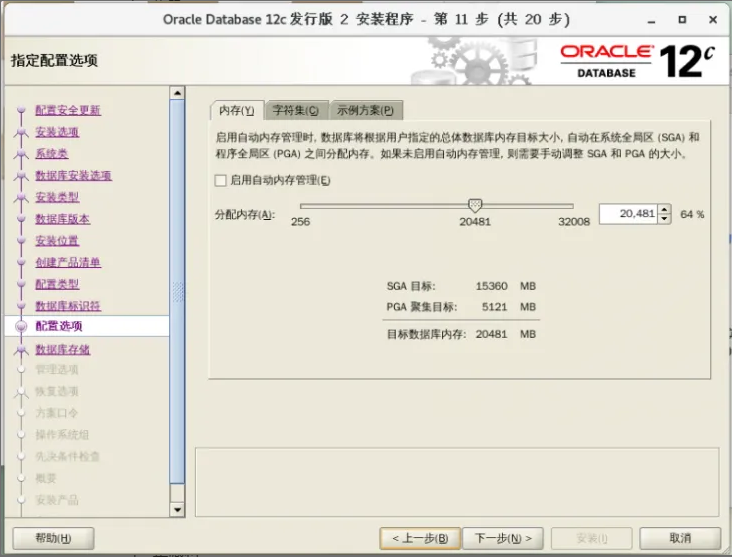 Oracle Database 12c 发行版 2 安装程序 - 第 11 步 (共 20 步)
指定配置选项
ORACLE
DATABASE
12c
配置安全更新
安装选项
系统类
数据库安装选项
安装类型
数据库版本
安装位置
创建产品清单
配置类型
数据库标识符
配置选项
数据库存储
管理选项
恢复选项
方案口令
操作系统组
先决条件检查
概要
安装产品
内存(Y) 字符集(C) 示例方案(P)
启用自动内存管理时, 数据库将根据用户指定的总体数据库内存目标大小, 自动在系统全局区 (SGA) 和
程序全局区 (PGA) 之间分配内存。如果未启用自动内存管理, 则需要手动调整 SGA 和 PGA 的大小。
启用自动内存管理(E)
分配内存(A): 20,481 64 %
256 20481 32008
SGA 目标: 15360 MB
PGA 聚集目标: 5121 MB
目标数据库内存: 20481 MB
帮助(H) < 上一步(B) 下一步(N) > 安装(I) 取消